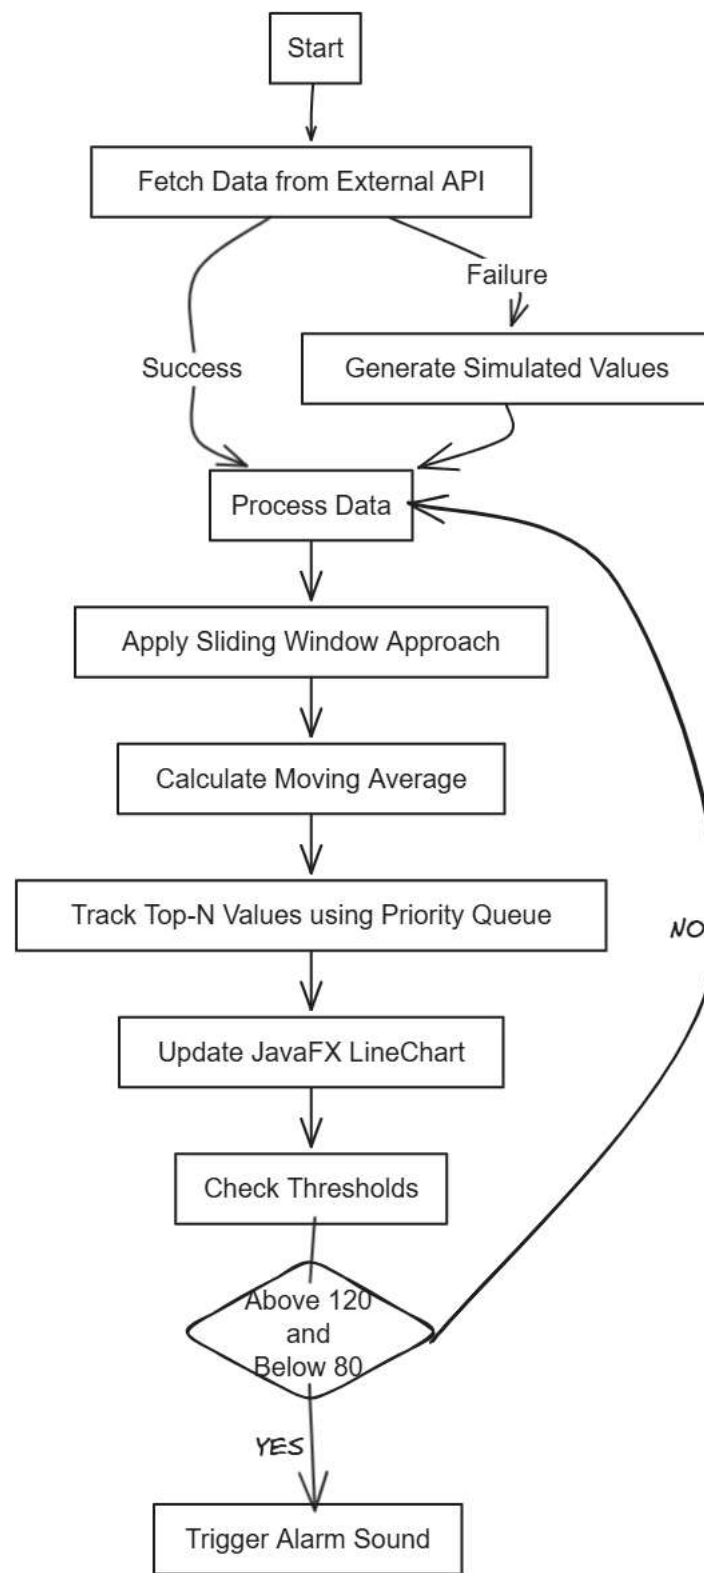 Start
Fetch Data from External API
Failure
Success
Generate Simulated Values
Process Data
Apply Sliding Window Approach
Calculate Moving Average
Track Top-N Values using Priority Queue
NO
Update JavaFX LineChart
Check Thresholds
Above 120
and
Below 80
YES
Trigger Alarm Sound